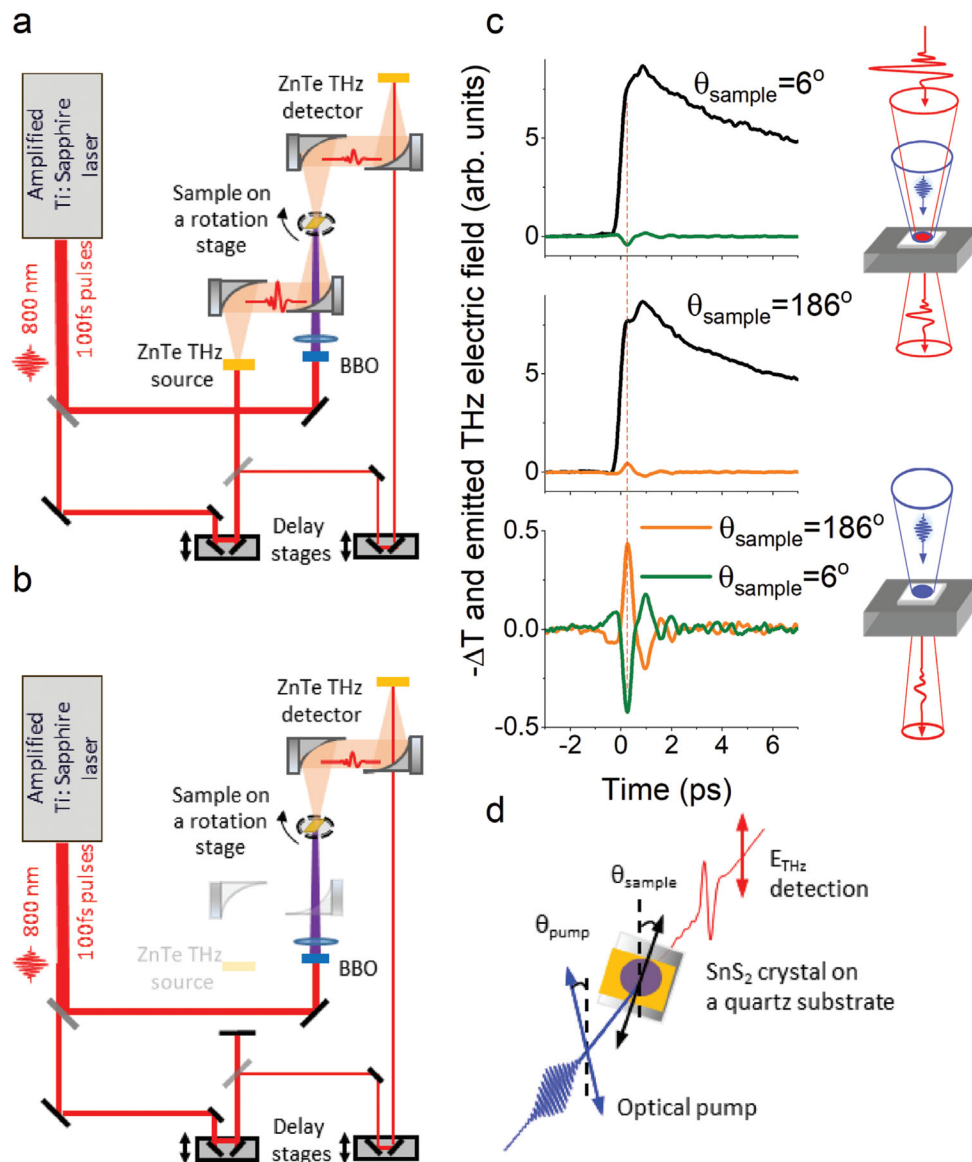 a
Amplified
Ti: Sapphire
laser
800 nm
100fs pulses
ZnTe THz
detector
Sample on
a rotation
stage
ZnTe THz
source
BBO
Delay
stages
b
Amplified
Ti: Sapphire
laser
800 nm
100fs pulses
ZnTe THz
detector
Sample on
a rotation
stage
ZnTe THz
source
BBO
Delay
stages
c
-ΔT and emitted THz electric field (arb. units)
θsample=6°
5
0
θsample=186°
5
0
0.5
0.0
-0.5
θsample=186°
θsample=6°
-2 0 2 4 6
Time (ps)
d
ETHz
detection
θsample
θpump
SnS2 crystal on
a quartz substrate
Optical pump